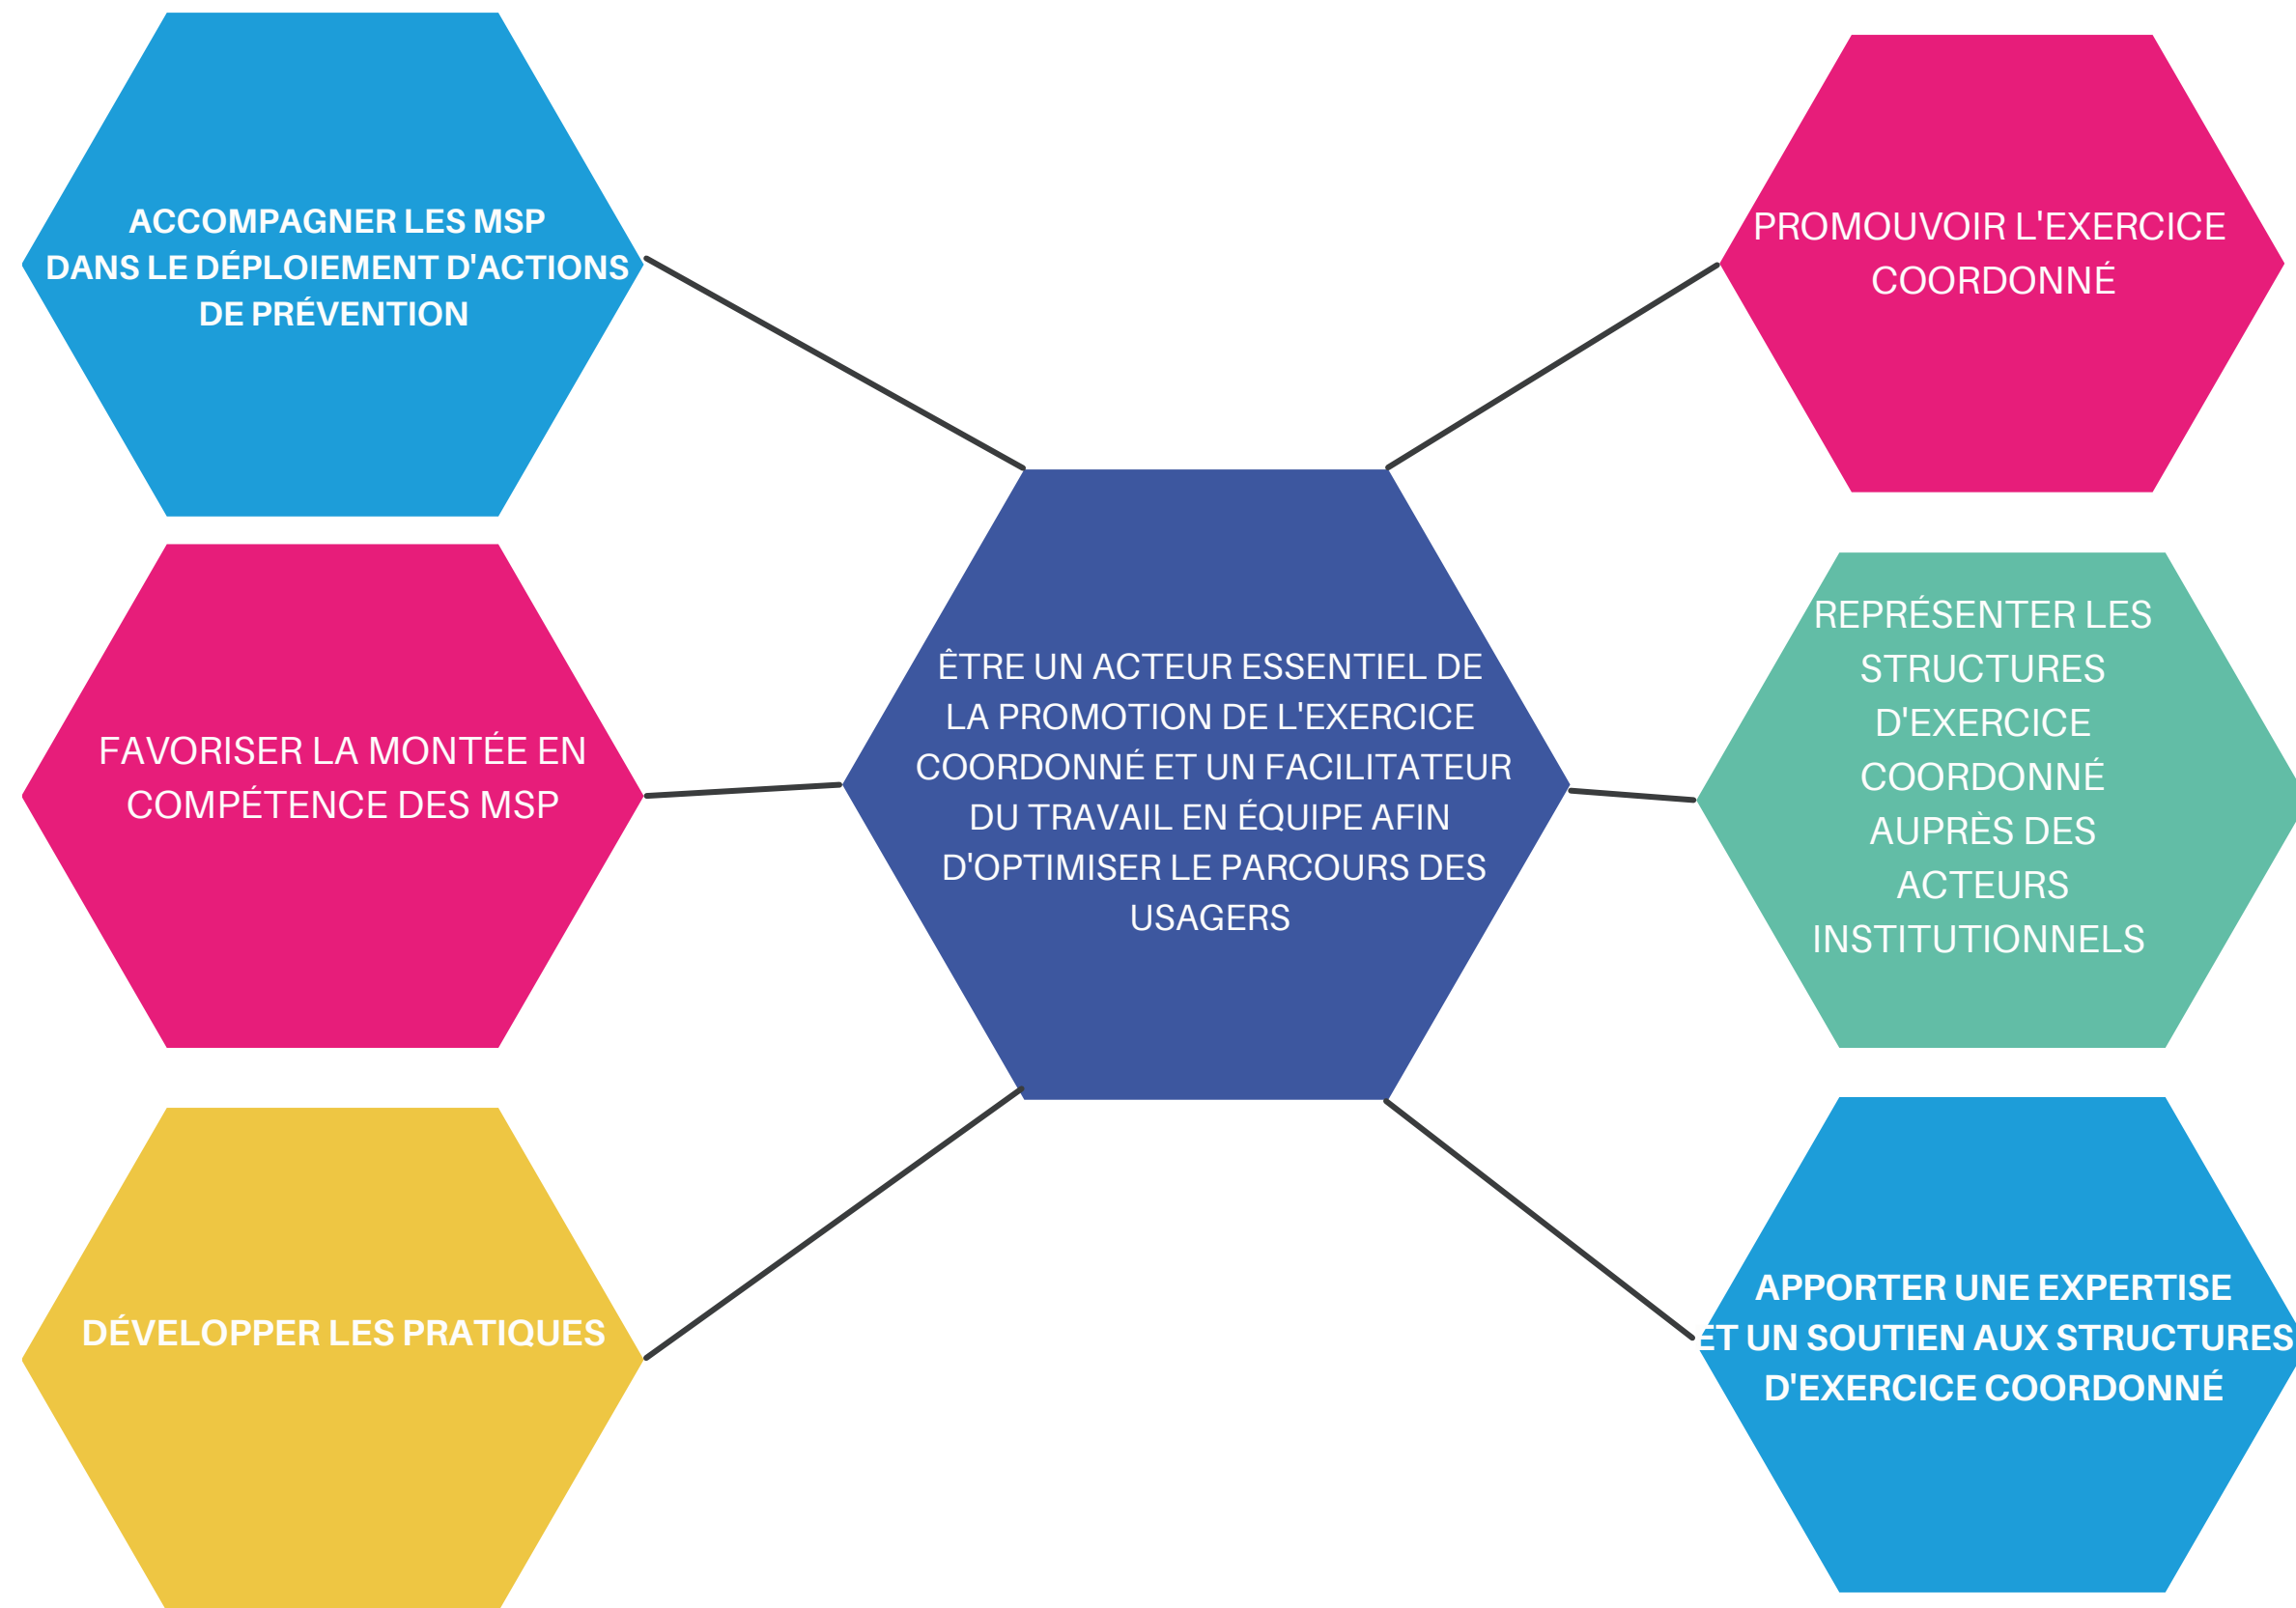 ACCOMPAGNER LES MSP
DANS LE DÉPLOIEMENT D'ACTIONS
DE PRÉVENTION
FAVORISER LA MONTÉE EN
COMPÉTENCE DES MSP
DÉVELOPPER LES PRATIQUES
ÊTRE UN ACTEUR ESSENTIEL DE
LA PROMOTION DE L'EXERCICE
COORDONNÉ ET UN FACILITATEUR
DU TRAVAIL EN ÉQUIPE AFIN
D'OPTIMISER LE PARCOURS DES
USAGERS
PROMOUVOIR L'EXERCICE
COORDONNÉ
REPRÉSENTER LES
STRUCTURES
D'EXERCICE
COORDONNÉ
AUPRÈS DES
ACTEURS
INSTITUTIONNELS
APPORTER UNE EXPERTISE
ET UN SOUTIEN AUX STRUCTURES
D'EXERCICE COORDONNÉ